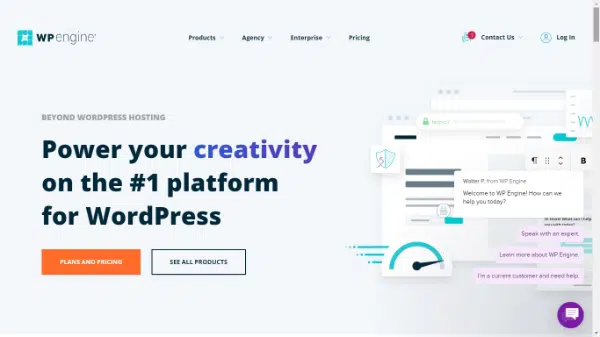 WP engine
Products
Agency
Enterprise
Pricing
1
Contact Us
Log In
BEYOND WORDPRESS HOSTING
Power your creativity
on the #1 platform
for WordPress
PLANS AND PRICING
SEE ALL PRODUCTS
B
Walter P. from WP Engine
Welcome to WP Engine! How can we
help you today?
Speak with an expert.
Learn more about WP Engine.
I'm a current customer and need help.